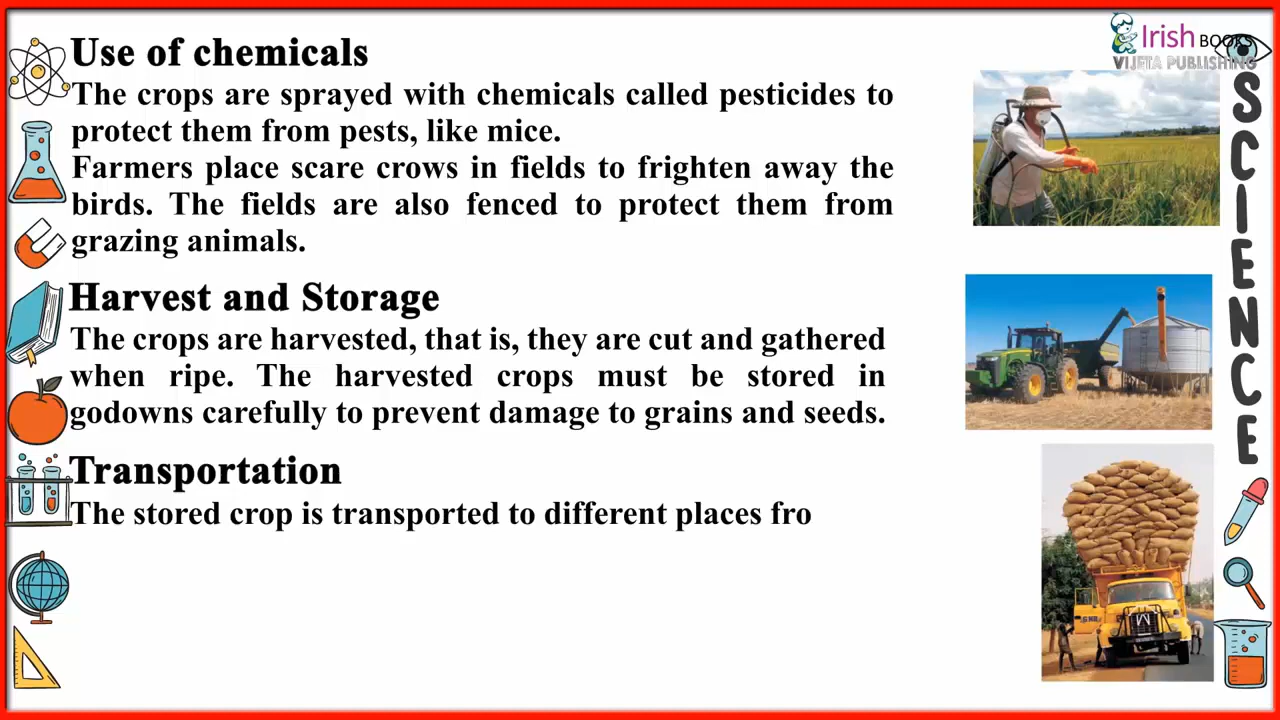 Irish BOOKS
VIJETA PUBLISHING
Use of chemicals
The crops are sprayed with chemicals called pesticides to
protect them from pests, like mice.
Farmers place scare crows in fields to frighten away the
birds. The fields are also fenced to protect them from
grazing animals.
Harvest and Storage
The crops are harvested, that is, they are cut and gathered
when ripe. The harvested crops must be stored in
godowns carefully to prevent damage to grains and seeds.
Transportation
The stored crop is transported to different places fro
SCIENCE